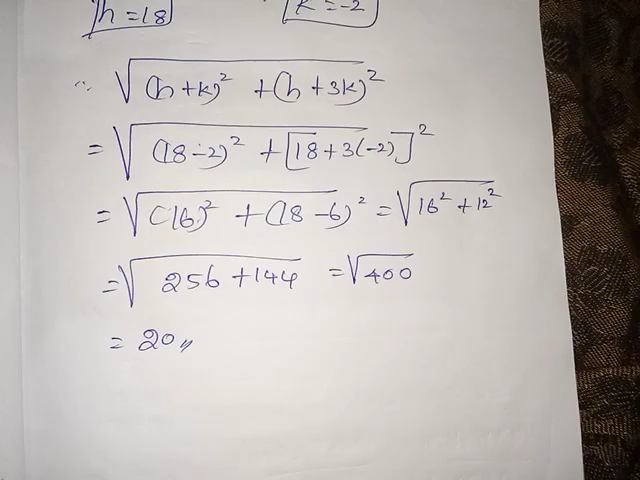 h = 18 k = -2
∴ √(h + k)² + (h + 3k)²
= √(18 - 2)² + [18 + 3(-2)]²
= √(16)² + (18 - 6)² = √16² + 12²
= √256 + 144 = √400
= 20〃